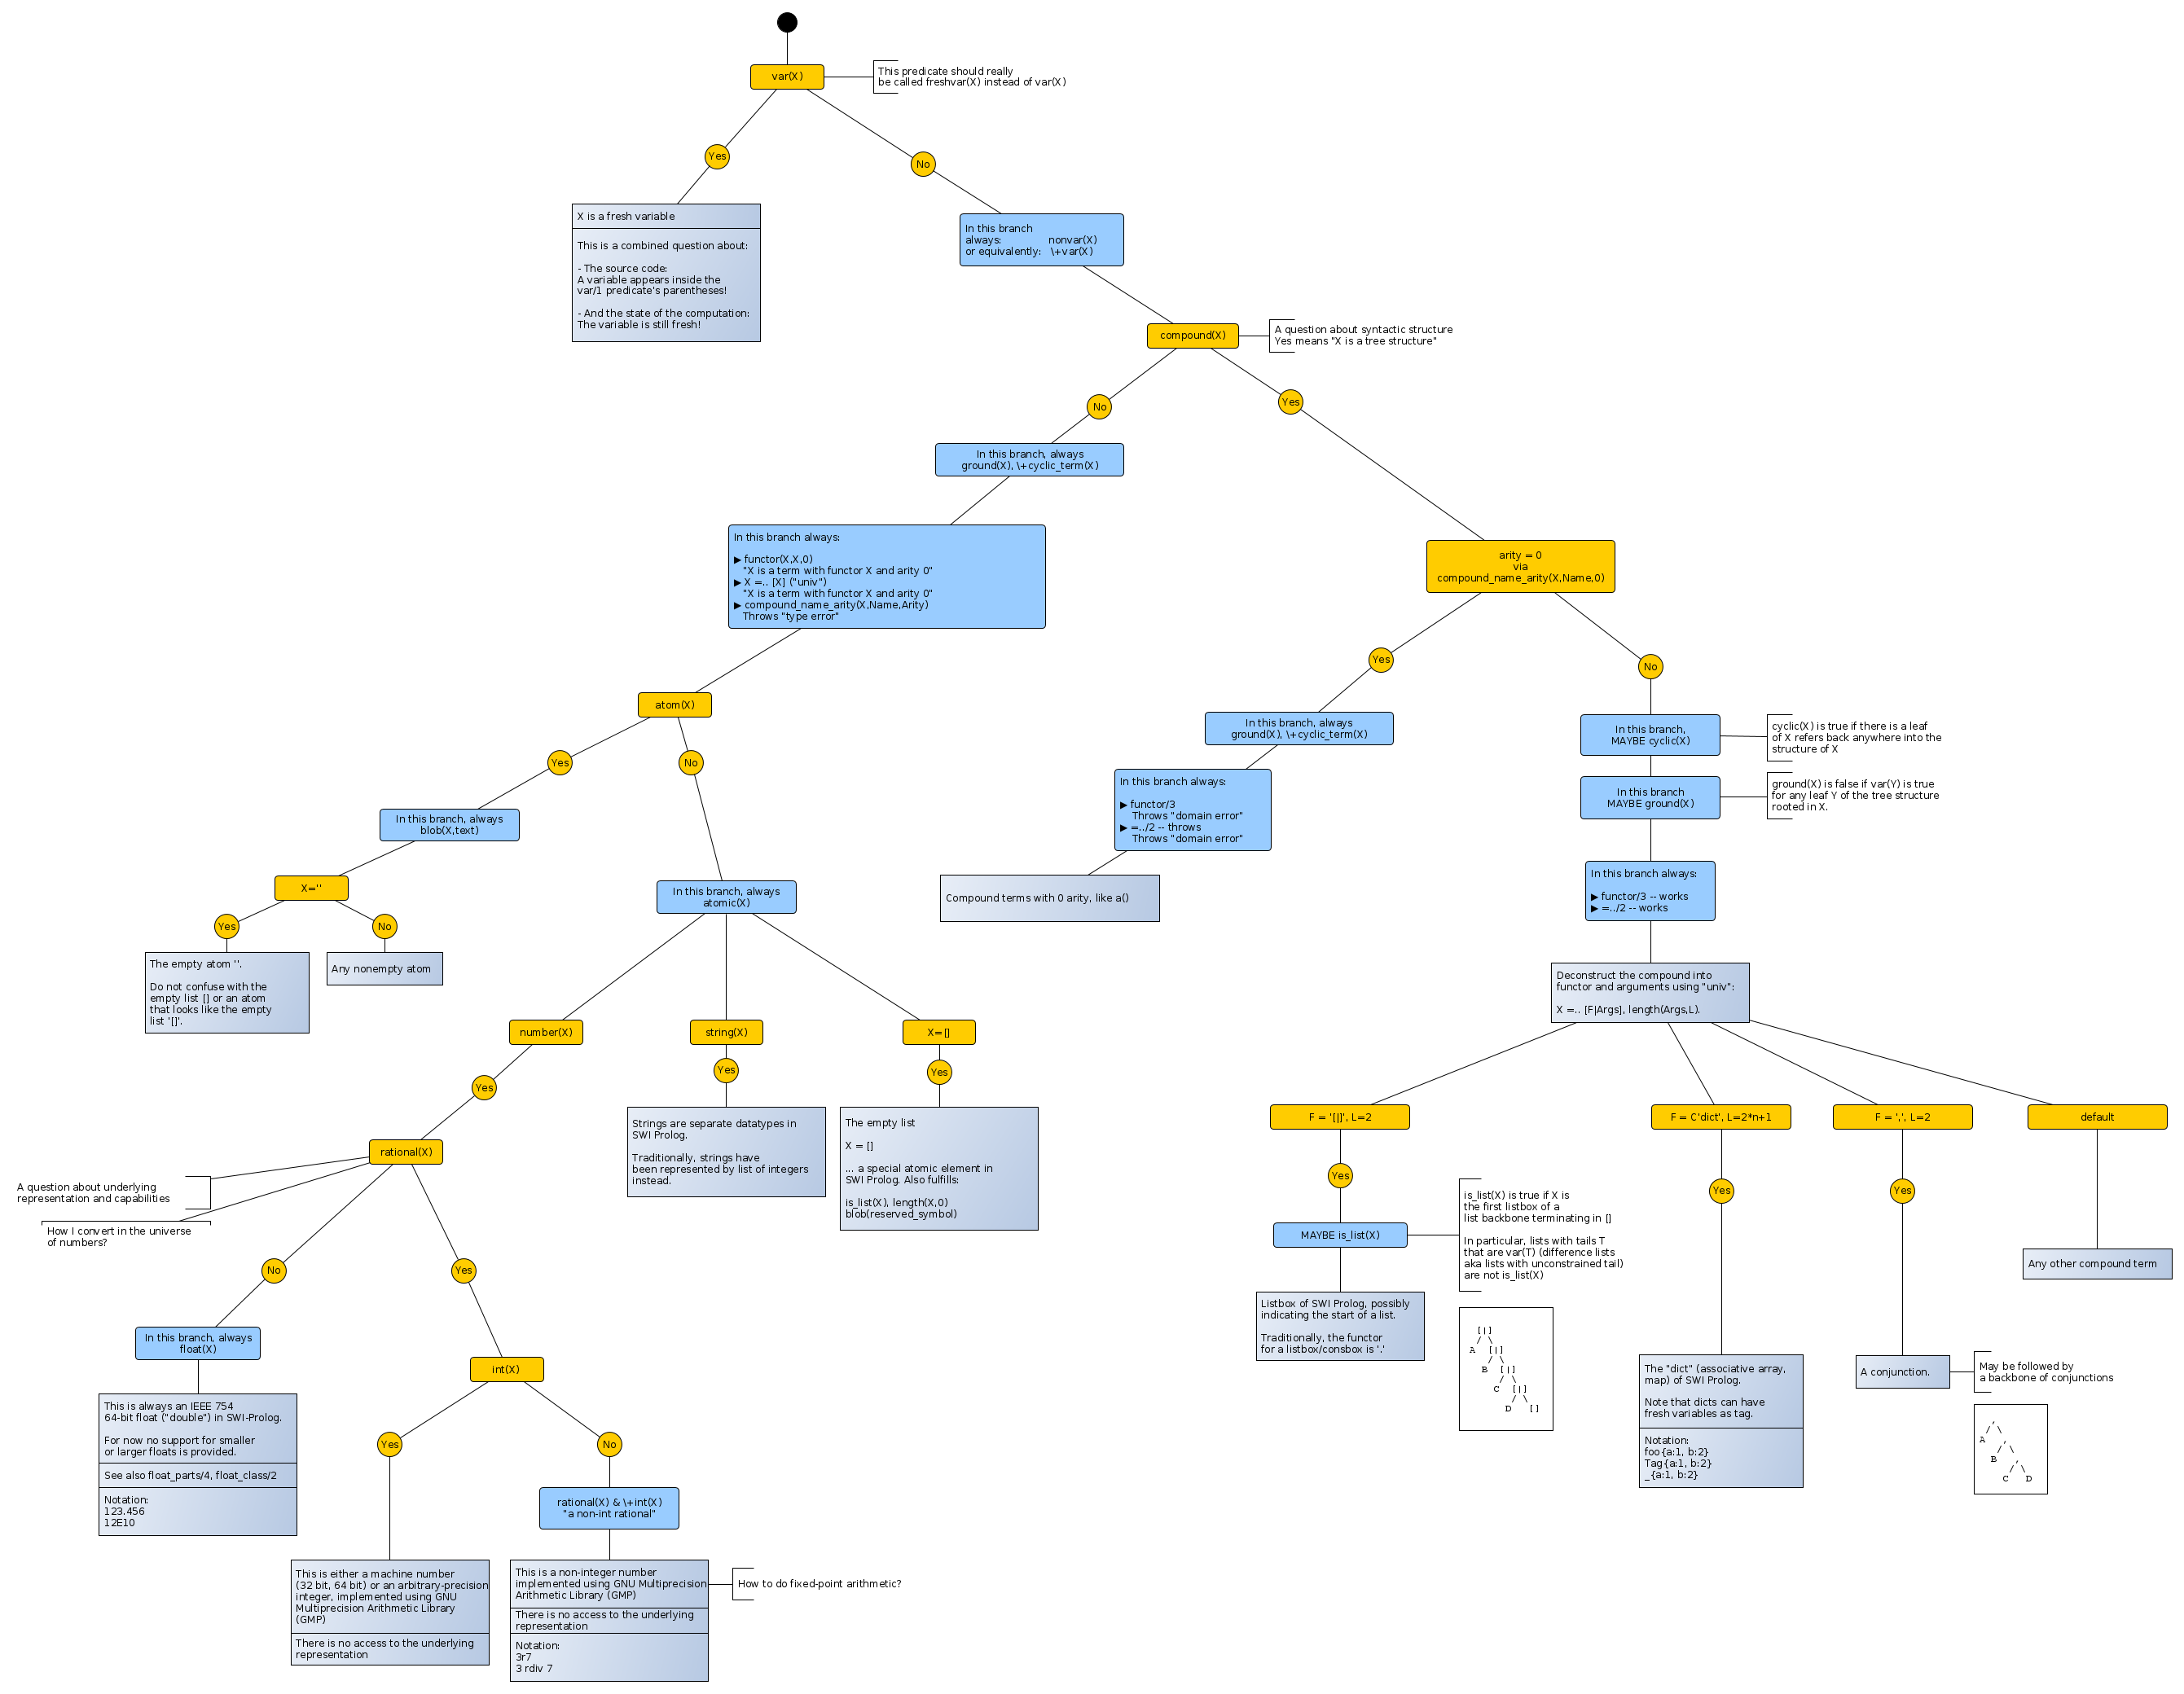 var(X)
This predicate should really
be called freshvar(X) instead of var(X)
Yes
No
X is a fresh variable
This is a combined question about:
- The source code:
A variable appears inside the
var/1 predicate's parentheses!
- And the state of the computation:
The variable is still fresh!
In this branch
always: nonvar(X)
or equivalently: \+var(X)
compound(X)
A question about syntactic structure
Yes means "X is a tree structure"
No
Yes
In this branch, always
ground(X), \+cyclic_term(X)
In this branch always:
▶ functor(X,X,0)
"X is a term with functor X and arity 0"
▶ X =.. [X] ("univ")
"X is a term with functor X and arity 0"
▶ compound_name_arity(X,Name,Arity)
Throws "type error"
arity = 0
via
compound_name_arity(X,Name,0)
Yes
No
atom(X)
Yes
No
In this branch, always
ground(X), \+cyclic_term(X)
In this branch always:
▶ functor/3
Throws "domain error"
▶ =../2 -- throws
Throws "domain error"
Compound terms with 0 arity, like a()
In this branch,
MAYBE cyclic(X)
cyclic(X) is true if there is a leaf
of X refers back anywhere into the
structure of X
In this branch
MAYBE ground(X)
ground(X) is false if var(Y) is true
for any leaf Y of the tree structure
rooted in X.
In this branch always:
▶ functor/3 -- works
▶ =../2 -- works
Deconstruct the compound into
functor and arguments using "univ":
X =.. [F|Args], length(Args,L).
In this branch, always
blob(X,text)
X=''
Yes
No
The empty atom ''.
Do not confuse with the
empty list [] or an atom
that looks like the empty
list '[]'.
Any nonempty atom
In this branch, always
atomic(X)
number(X)
string(X)
X=[]
Yes
Yes
Yes
Strings are separate datatypes in
SWI Prolog.
Traditionally, strings have
been represented by list of integers
instead.
The empty list
X = []
... a special atomic element in
SWI Prolog. Also fulfills:
is_list(X), length(X,0)
blob(reserved_symbol)
rational(X)
A question about underlying
representation and capabilities
How I convert in the universe
of numbers?
No
Yes
In this branch, always
float(X)
This is always an IEEE 754
64-bit float ("double") in SWI-Prolog.
For now no support for smaller
or larger floats is provided.
See also float_parts/4, float_class/2
Notation:
123.456
12E10
int(X)
Yes
No
This is either a machine number
(32 bit, 64 bit) or an arbitrary-precision
integer, implemented using GNU
Multiprecision Arithmetic Library
(GMP)
There is no access to the underlying
representation
rational(X) & \+int(X)
"a non-int rational"
This is a non-integer number
implemented using GNU Multiprecision
Arithmetic Library (GMP)
There is no access to the underlying
representation
Notation:
3r7
3 rdiv 7
How to do fixed-point arithmetic?
F = '[|]', L=2
F = C'dict', L=2*n+1
F = ',', L=2
default
Yes
Yes
Yes
MAYBE is_list(X)
is_list(X) is true if X is
the first listbox of a
list backbone terminating in []
In particular, lists with tails T
that are var(T) (difference lists
aka lists with unconstrained tail)
are not is_list(X)
Listbox of SWI Prolog, possibly
indicating the start of a list.
Traditionally, the functor
for a listbox/consbox is '.'
[|]
/ \
A [|]
/ \
B [|]
/ \
C [|]
/ \
D []
The "dict" (associative array,
map) of SWI Prolog.
Note that dicts can have
fresh variables as tag.
Notation:
foo{a:1, b:2}
Tag{a:1, b:2}
_{a:1, b:2}
A conjunction.
May be followed by
a backbone of conjunctions
,
/ \
A ,
/ \
B ,
/ \
C D
Any other compound term